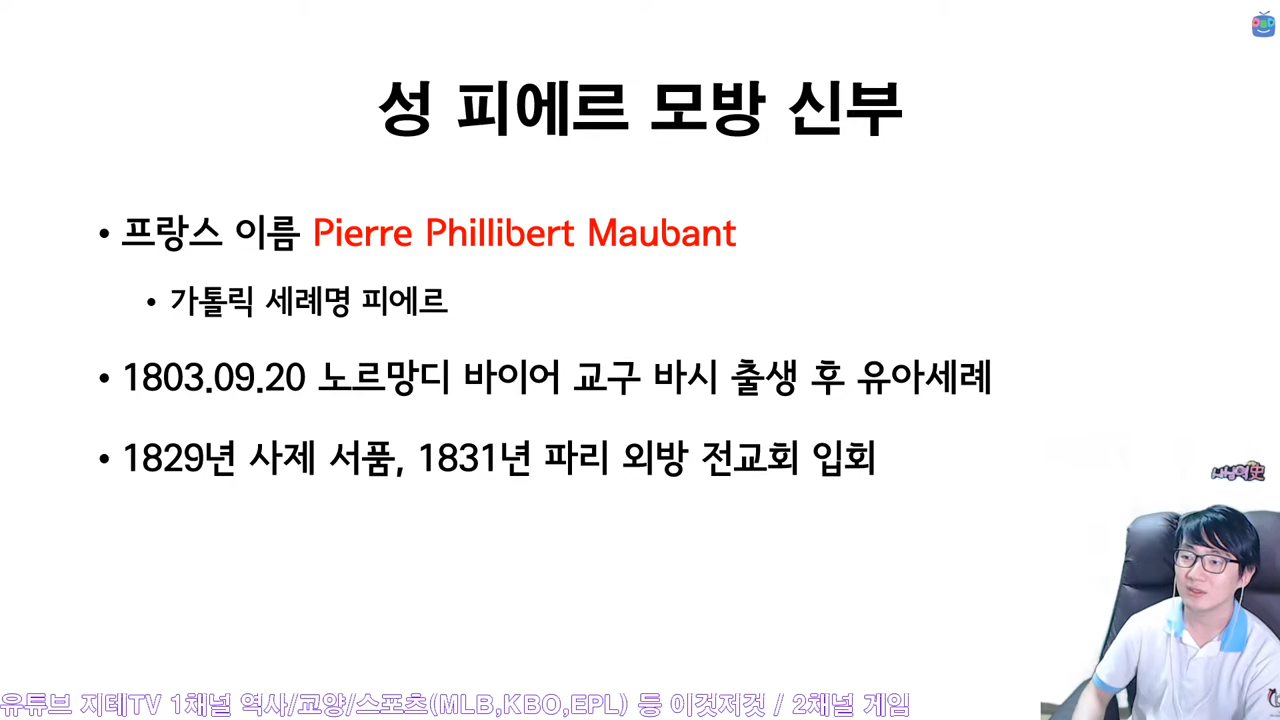 성 피에르 모방 신부
• 프랑스 이름 Pierre Phillibert Maubant
• 가톨릭 세례명 피에르
• 1803.09.20 노르망디 바이어 교구 바시 출생 후 유아세례
• 1829년 사제 서품, 1831년 파리 외방 전교회 입회
유튜브 지테TV 1채널 역사/교양/스포츠(MLB,KBO,EPL) 등 이것저것 / 2채널 게임